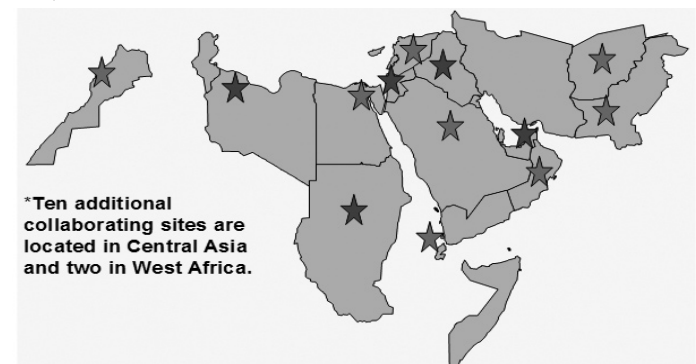 *Ten additional
collaborating sites are
located in Central Asia
and two in West Africa.